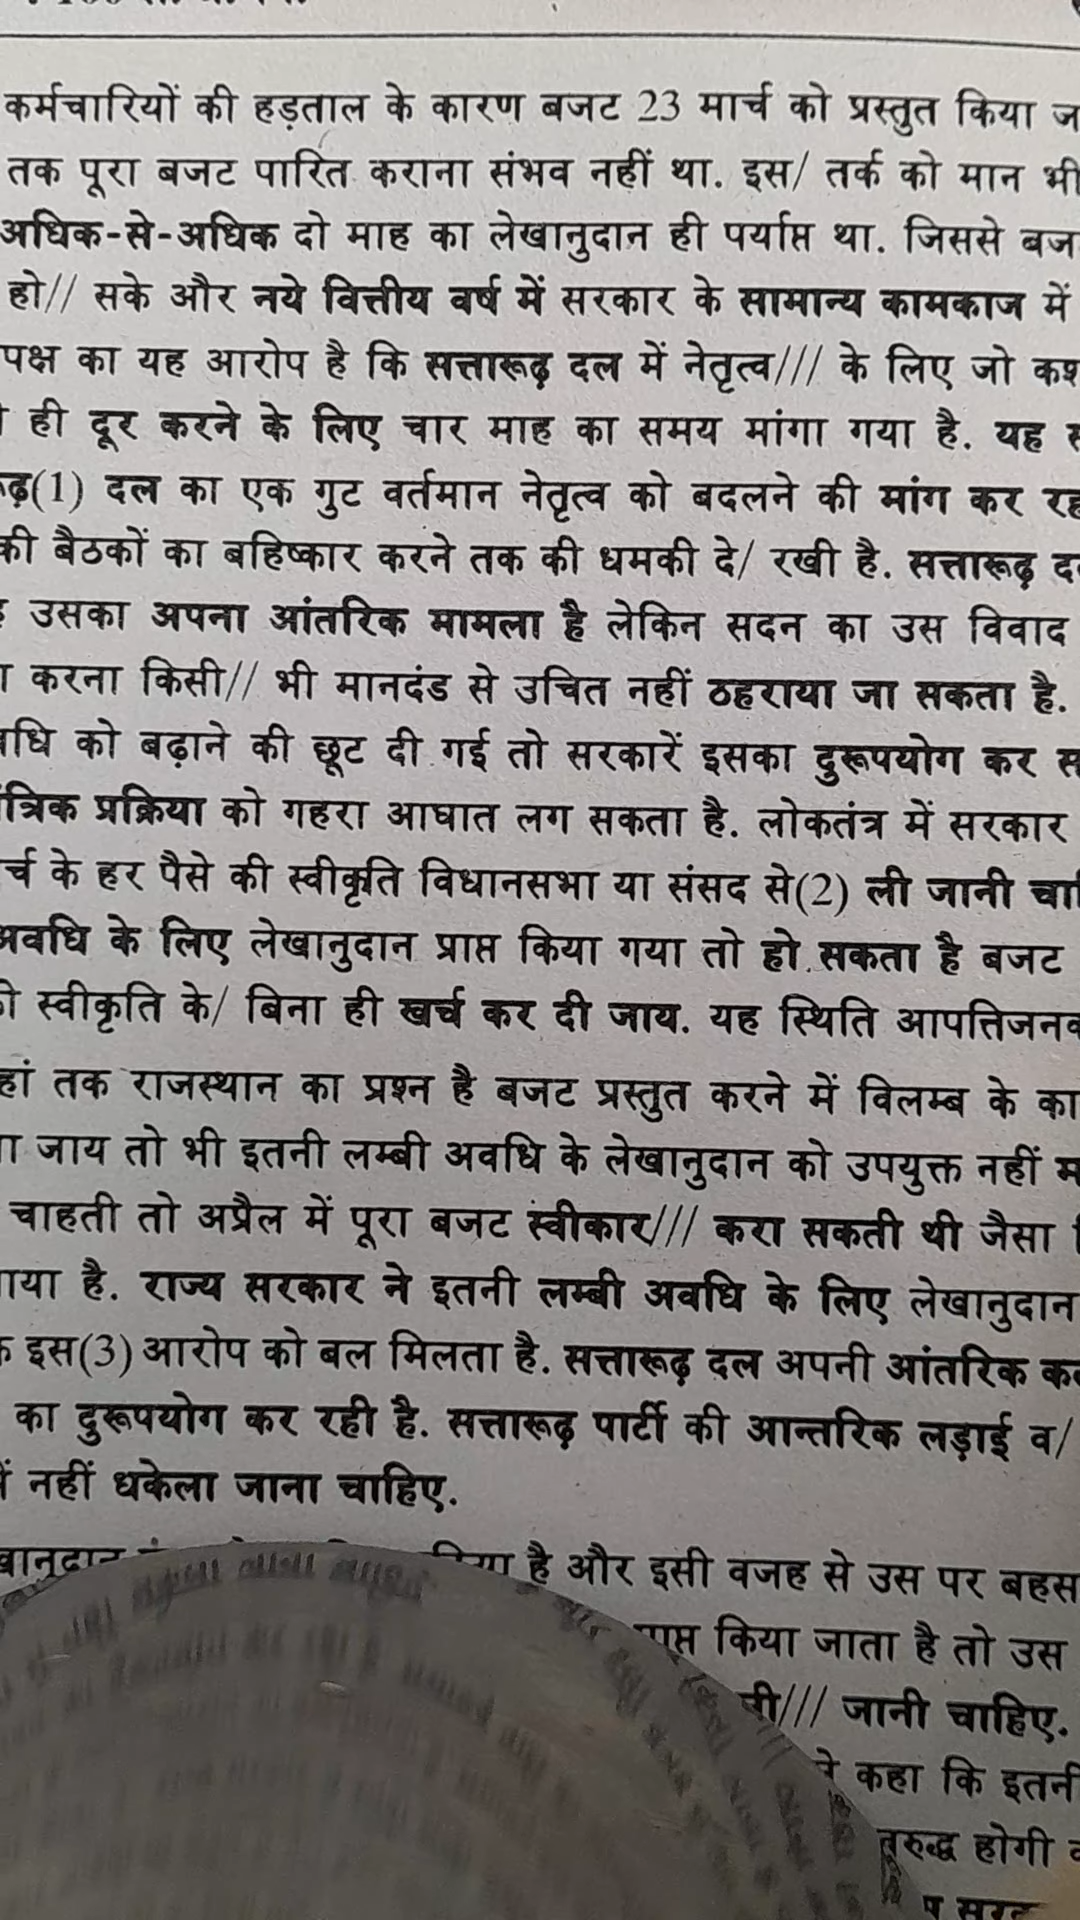 कर्मचारियों की हड़ताल के कारण बजट 23 मार्च को प्रस्तुत किया
तक पूरा बजट पारित कराना संभव नहीं था. इस/ तर्क को मान भी
अधिक-से-अधिक दो माह का लेखानुदान ही पर्याप्त था. जिससे
हो// सके और नये वित्तीय वर्ष में सरकार के सामान्य कामकाज में
पक्ष का यह आरोप है कि सत्तारूढ़ दल में नेतृत्व/// के लिए जो
ही दूर करने के लिए चार माह का समय मांगा गया है. यह
(1) दल का एक गुट वर्तमान नेतृत्व को बदलने की मांग कर
की बैठकों का बहिष्कार करने तक की धमकी दे/ रखी है. सत्तारूढ़
उसका अपना आंतरिक मामला है लेकिन सदन का उस विवाद
करना किसी// भी मानदंड से उचित नहीं ठहराया जा सकता है.
को बढ़ाने की छूट दी गई तो सरकारें इसका दुरूपयोग कर
प्रक्रिया को गहरा आघात लग सकता है. लोकतंत्र में सरकार
के हर पैसे की स्वीकृति विधानसभा या संसद से(2) ली जानी
अवधि के लिए लेखानुदान प्राप्त किया गया तो हो सकता है बजट
स्वीकृति के/ बिना ही खर्च कर दी जाय. यह स्थिति
तक राजस्थान का प्रश्न है बजट प्रस्तुत करने में विलम्ब के
जाय तो भी इतनी लम्बी अवधि के लेखानुदान को उपयुक्त नहीं
चाहती तो अप्रैल में पूरा बजट स्वीकार/// करा सकती थी जैसा
है. राज्य सरकार ने इतनी लम्बी अवधि के लिए लेखानुदान
इस(3) आरोप को बल मिलता है. सत्तारूढ़ दल अपनी आंतरिक
का दुरूपयोग कर रही है. सत्तारूढ़ पार्टी की आन्तरिक लड़ाई व/
नहीं धकेला जाना चाहिए.
है और इसी वजह से उस पर बहस
किया जाता है तो उस
/// जानी चाहिए.
कहा कि इतनी
होगी